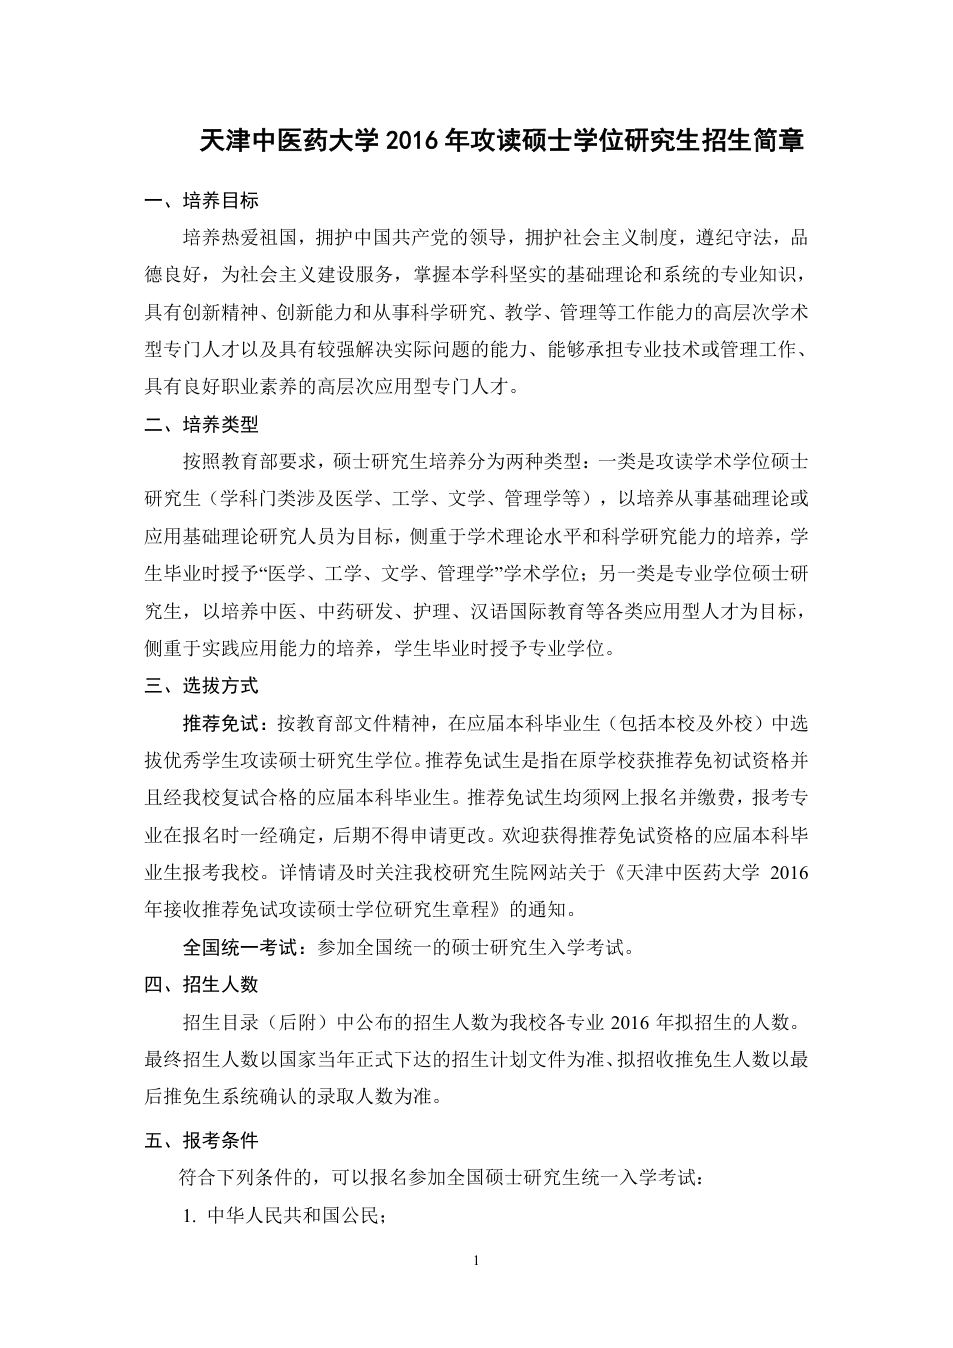 天津中医药大学 2016 年攻读硕士学位研究生招生简章
一、培养目标
培养热爱祖国，拥护中国共产党的领导，拥护社会主义制度，遵纪守法，品
德良好，为社会主义建设服务，掌握本学科坚实的基础理论和系统的专业知识，
具有创新精神、创新能力和从事科学研究、教学、管理等工作能力的高层次学术
型专门人才以及具有较强解决实际问题的能力、能够承担专业技术或管理工作、
具有良好职业素养的高层次应用型专门人才。
二、培养类型
按照教育部要求，硕士研究生培养分为两种类型：一类是攻读学术学位硕士
研究生（学科门类涉及医学、工学、文学、管理学等），以培养从事基础理论或
应用基础理论研究人员为目标，侧重于学术理论水平和科学研究能力的培养，学
生毕业时授予“医学、工学、文学、管理学”学术学位；另一类是专业学位硕士研
究生，以培养中医、中药研发、护理、汉语国际教育等各类应用型人才为目标，
侧重于实践应用能力的培养，学生毕业时授予专业学位。
三、选拔方式
推荐免试：按教育部文件精神，在应届本科毕业生（包括本校及外校）中选
拔优秀学生攻读硕士研究生学位。推荐免试生是指在原学校获推荐免初试资格并
且经我校复试合格的应届本科毕业生。推荐免试生均须网上报名并缴费，报考专
业在报名时一经确定，后期不得申请更改。欢迎获得推荐免试资格的应届本科毕
业生报考我校。详情请及时关注我校研究生院网站关于《天津中医药大学 2016
年接收推荐免试攻读硕士学位研究生章程》的通知。
全国统一考试：参加全国统一的硕士研究生入学考试。
四、招生人数
招生目录（后附）中公布的招生人数为我校各专业 2016 年拟招生的人数。
最终招生人数以国家当年正式下达的招生计划文件为准、拟招收推免生人数以最
后推免生系统确认的录取人数为准。
五、报考条件
符合下列条件的，可以报名参加全国硕士研究生统一入学考试：
1. 中华人民共和国公民；
1